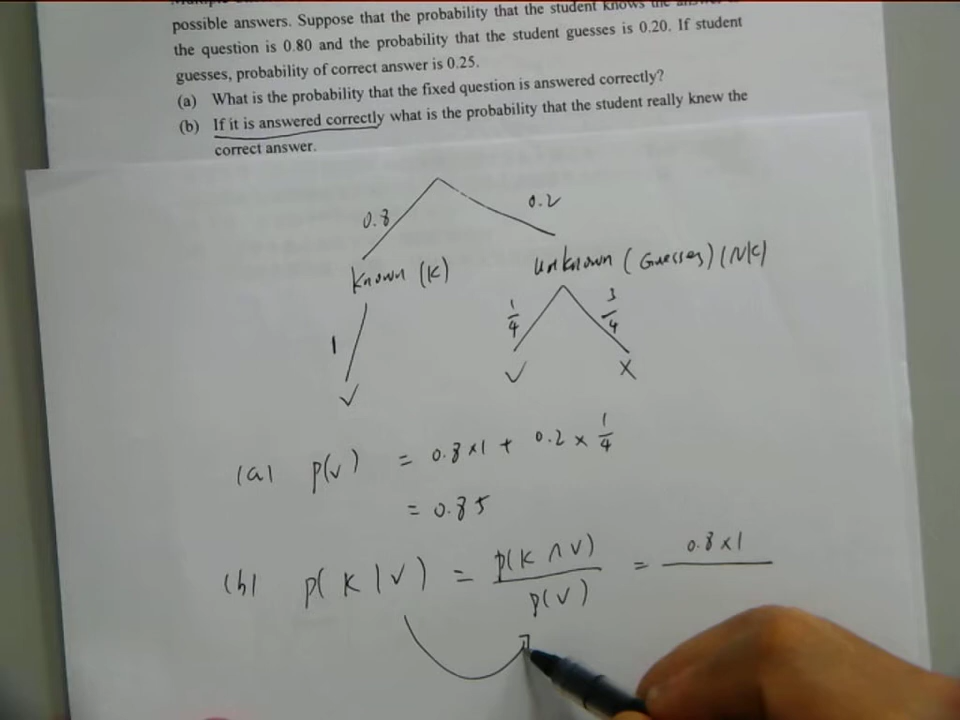 possible answers. Suppose that the probability that the student knows the
the question is 0.80 and the probability that the student guesses is 0.20. If student
guesses, probability of correct answer is 0.25.
(a) What is the probability that the fixed question is answered correctly?
(b) If it is answered correctly what is the probability that the student really knew the
correct answer.
0.8 0.2
Known (K) Unknown (Guesses) (NK)
1 1/4 3/4
✓ ✓ ×
(a) P(✓) = 0.8×1 + 0.2 × 1/4
= 0.85
(b) P(K|✓) = P(K∩✓)/P(✓) = 0.8×1